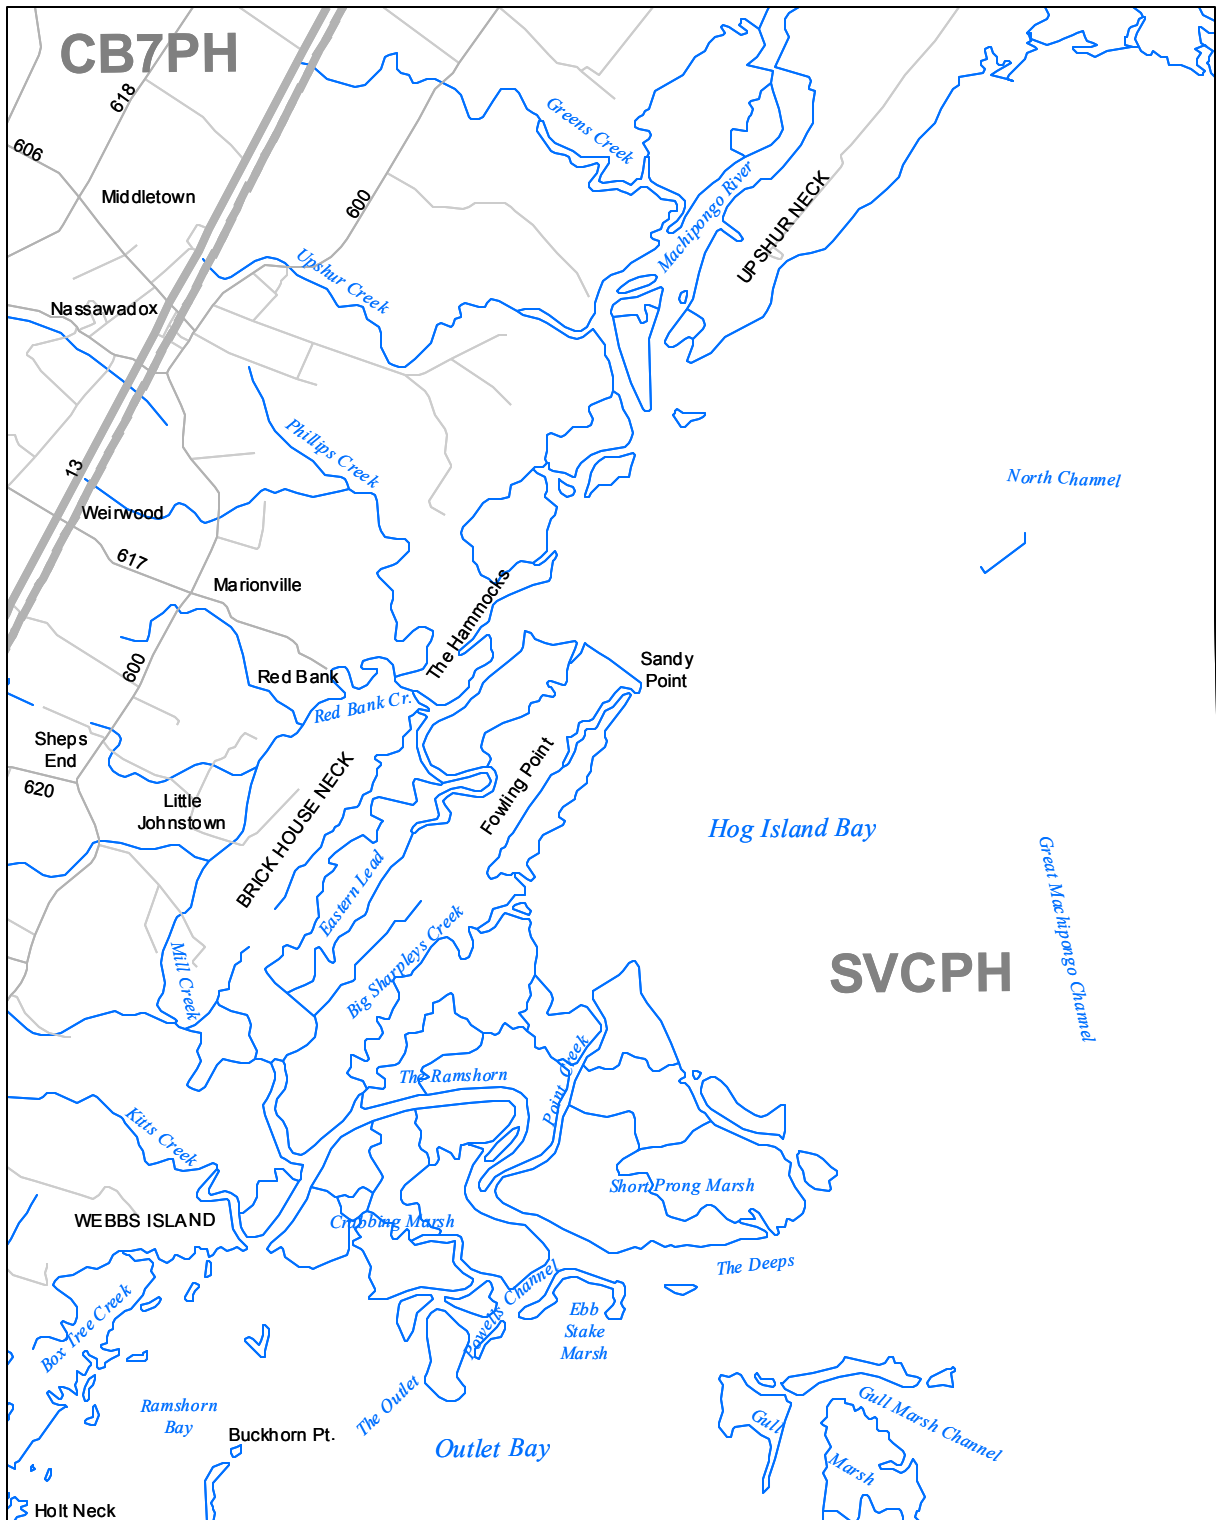 CB7PH
618
606
Middletown
Greens Creek
600
Machipongo River
UPSHUR NECK
Upshur Creek
Nassawadox
Phillips Creek
13
North Channel
Weirwood
617
Marionville
The Hammocks
600
Red Bank
Sandy
Point
Red Bank Cr.
Sheps
End
620
Little
Johnstown
BRICK HOUSE NECK
Fowling Point
Hog Island Bay
Great Machipongo Channel
Eastern Lead
Big Sharpleys Creek
Mill Creek
SVCPH
The Ramshorn
Point Creek
Kitts Creek
Short Prong Marsh
WEBBS ISLAND
Crabbing Marsh
The Deeps
Box Tree Creek
Powells Channel
Ebb
Stake
Marsh
Ramshorn
Bay
The Outlet
Buckhorn Pt.
Outlet Bay
Gull Marsh Channel
Gull
Marsh
Holt Neck